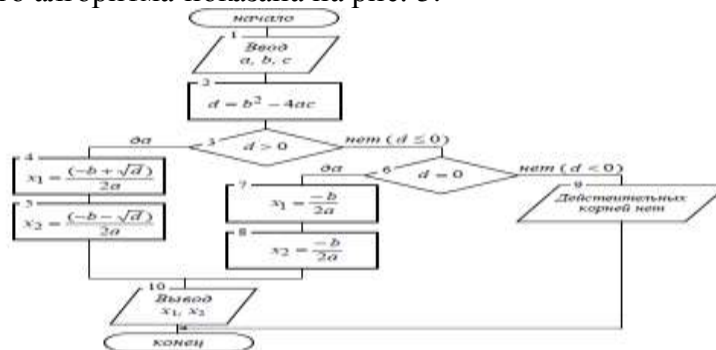 го алгоритма показана на рис. 3.
начало
1
Ввод
a, b, c
2
d = b² − 4ac
3
d > 0
да
нет (d ≤ 0)
4
x₁ = (−b + √d) / 2a
5
x₂ = (−b − √d) / 2a
6
d = 0
да
нет (d < 0)
7
x₁ = −b / 2a
8
x₂ = −b / 2a
9
Действительных
корней нет
10
Вывод
x₁, x₂
конец